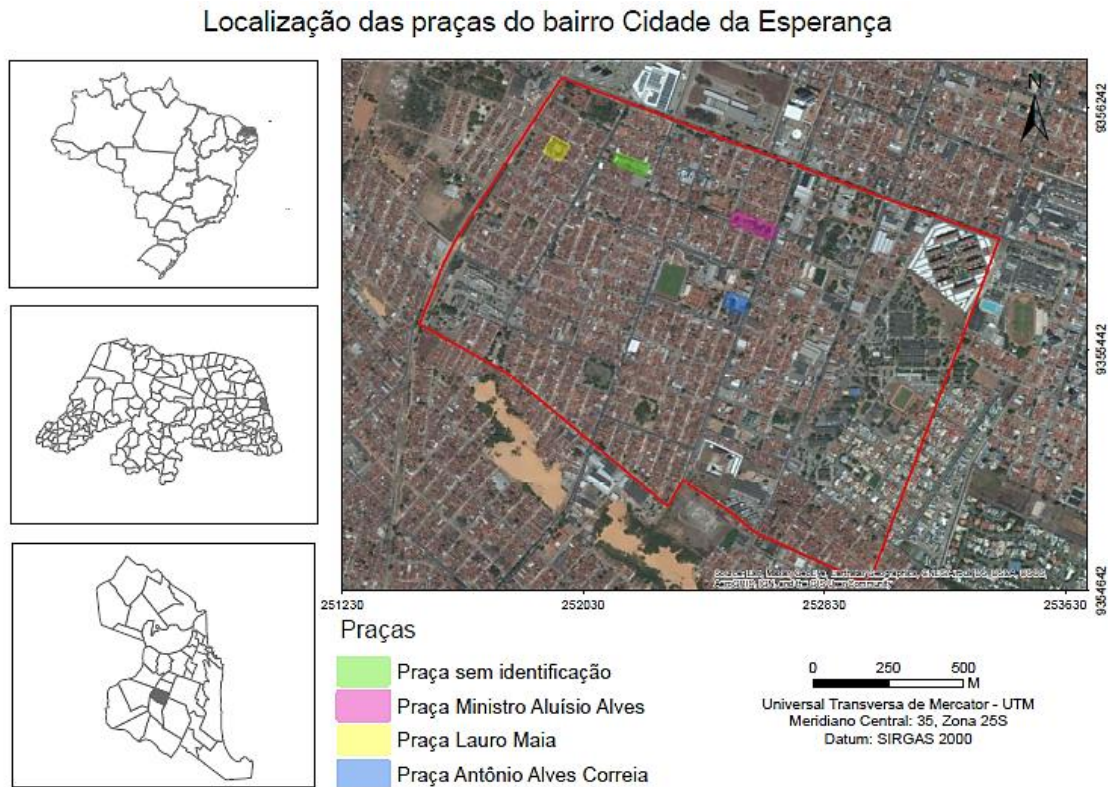 Localização das praças do bairro Cidade da Esperança
N
9356242
9355442
9354642
251230
252030
252830
253630
Praças
Praça sem identificação
Praça Ministro Aluísio Alves
Praça Lauro Maia
Praça Antônio Alves Correia
0 250 500
M
Universal Transversa de Mercator - UTM
Meridiano Central: 35, Zona 25S
Datum: SIRGAS 2000